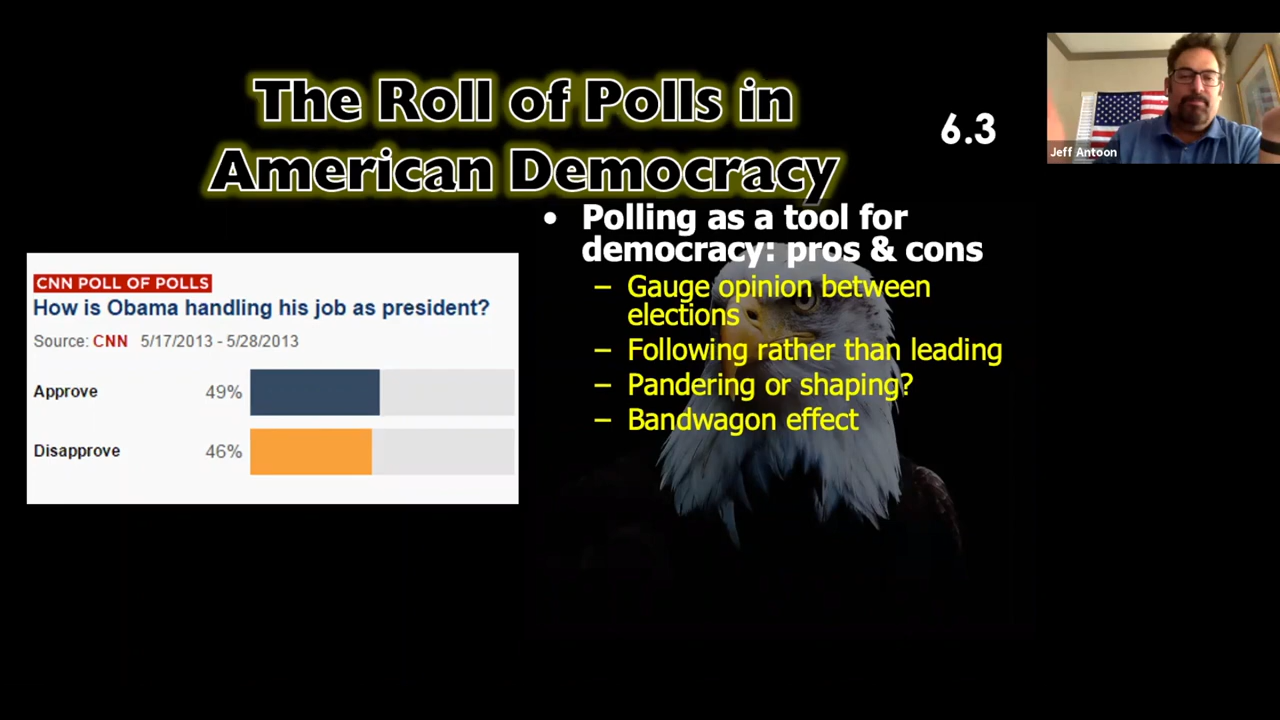 The Roll of Polls in
American Democracy
6.3
Jeff Antoon
• Polling as a tool for
democracy: pros & cons
– Gauge opinion between
elections
– Following rather than leading
– Pandering or shaping?
– Bandwagon effect
CNN POLL OF POLLS
How is Obama handling his job as president?
Source: CNN 5/17/2013 - 5/28/2013
Approve 49%
Disapprove 46%